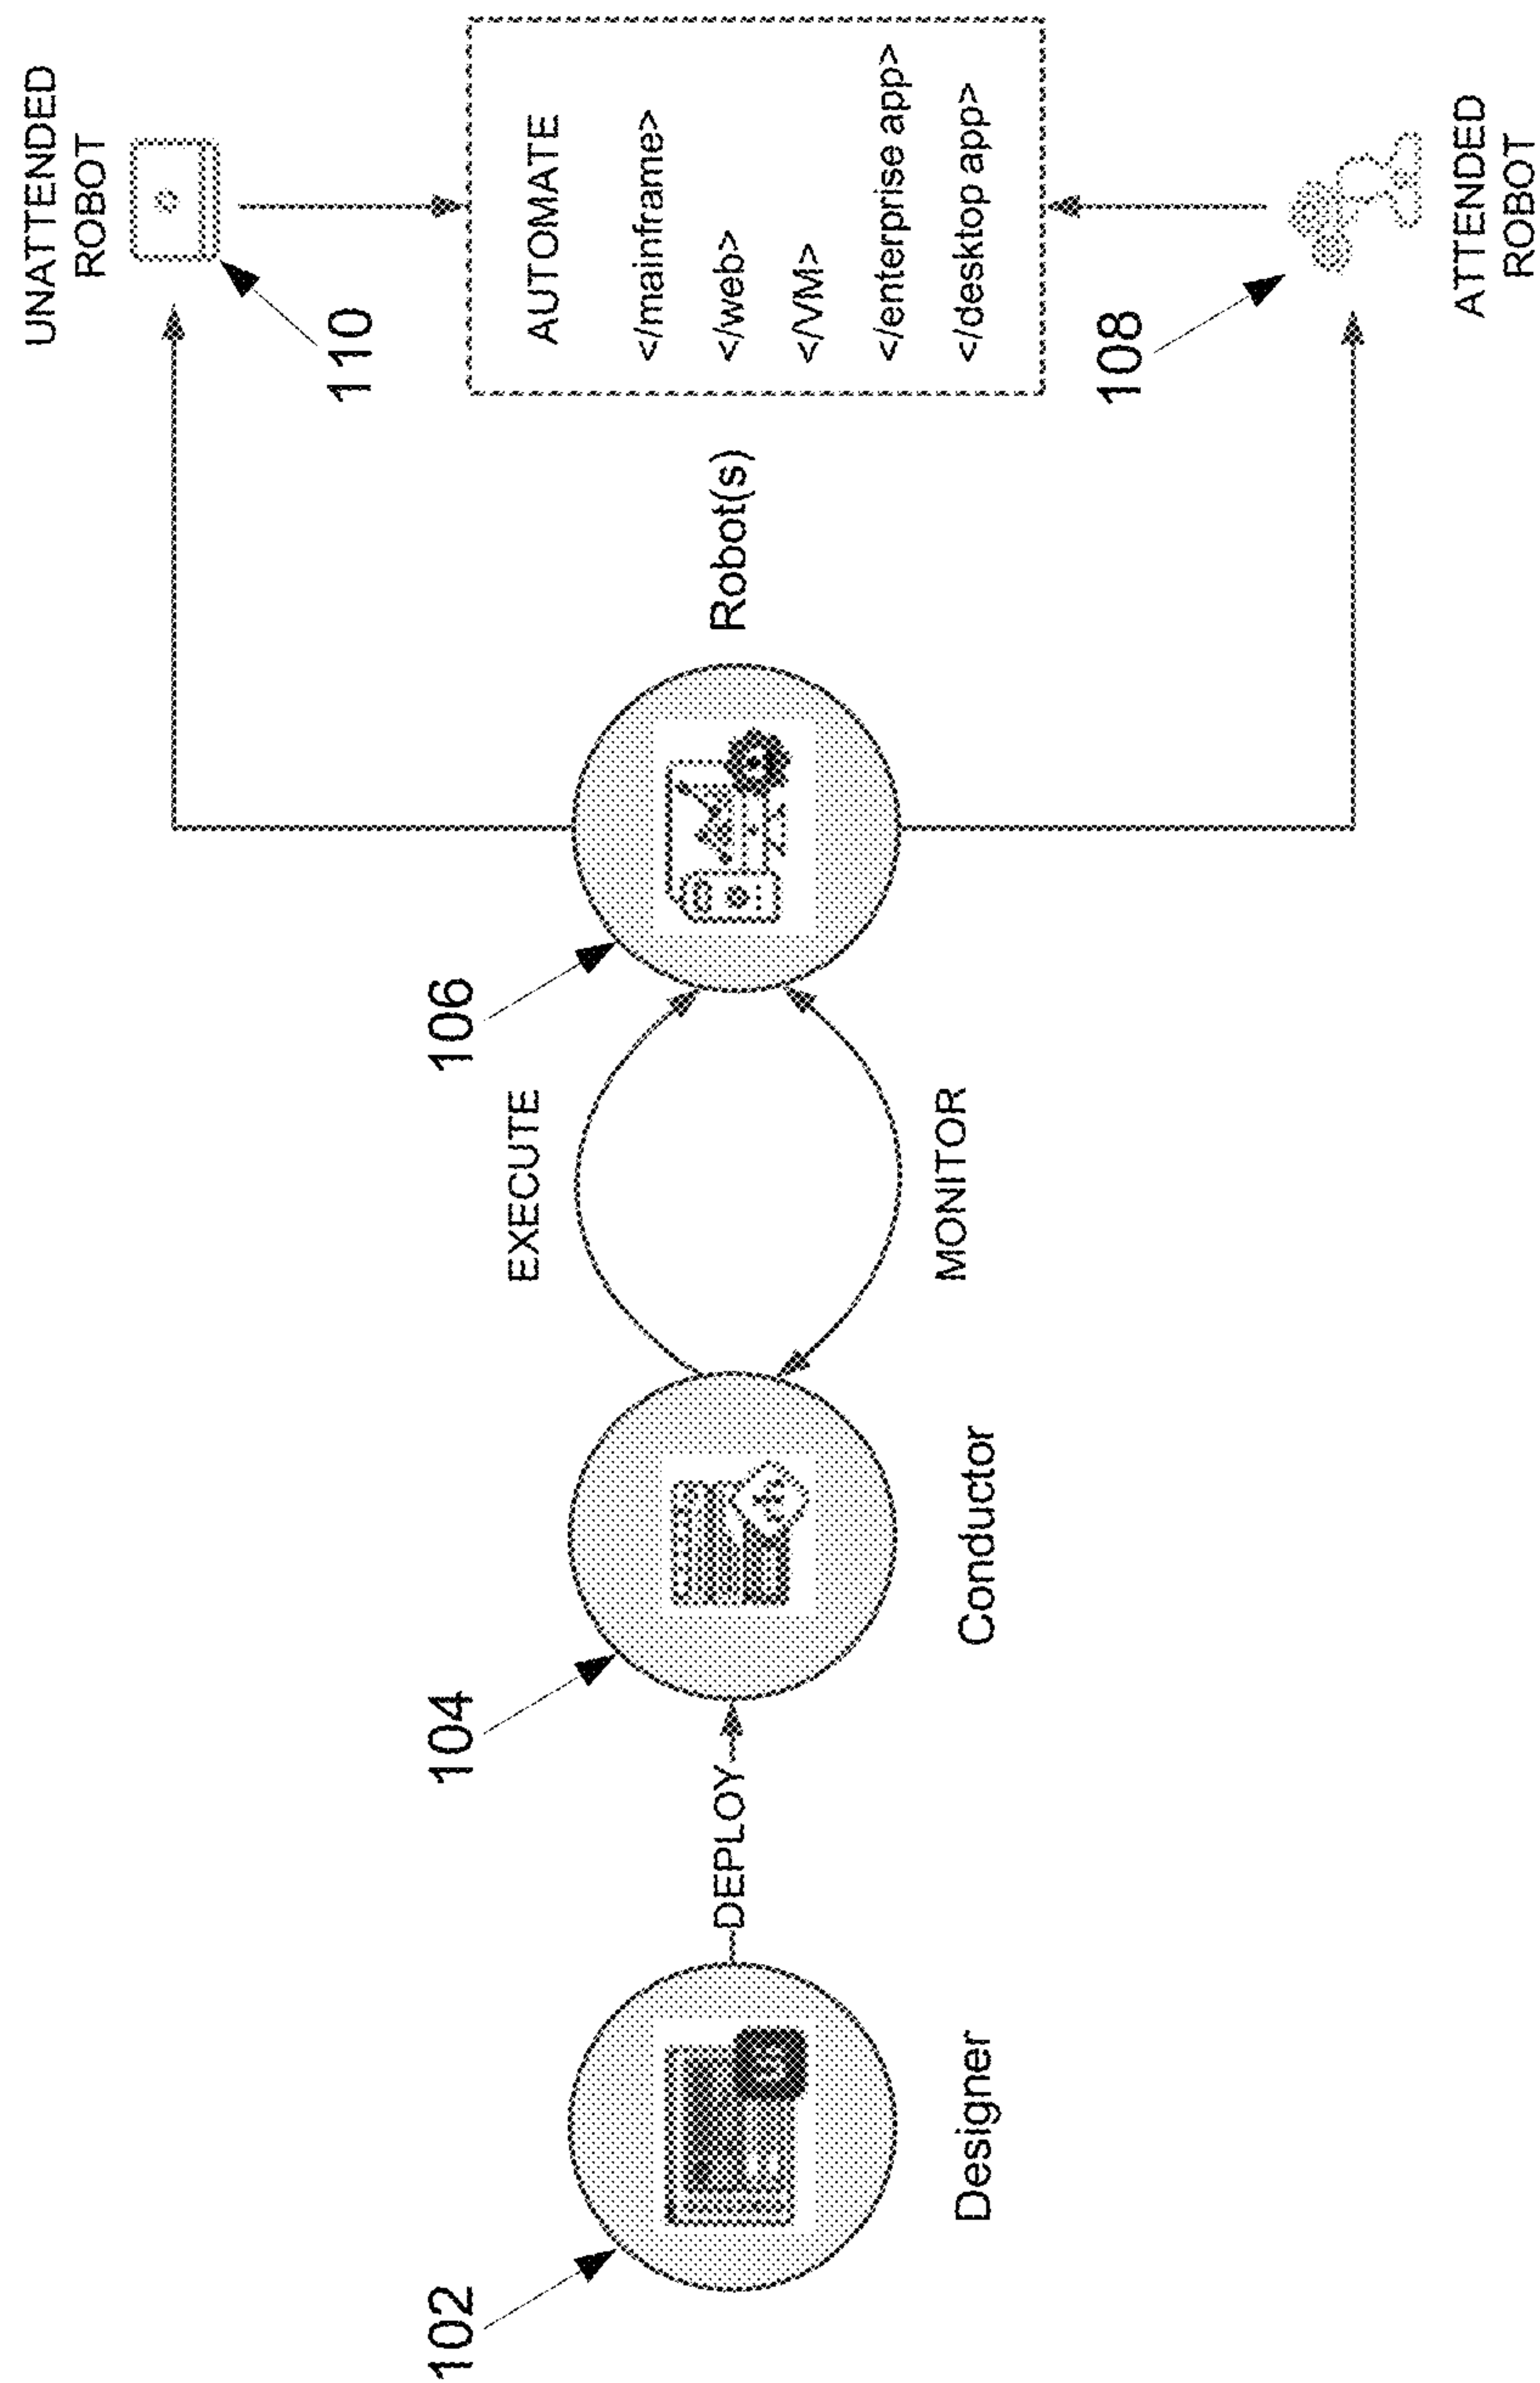 UNATTENDED
ROBOT
110
AUTOMATE
</mainframe>
</web>
</VM>
</enterprise app>
</desktop app>
108
ATTENDED
ROBOT
106
Robot(s)
EXECUTE
MONITOR
104
Conductor
DEPLOY
102
Designer